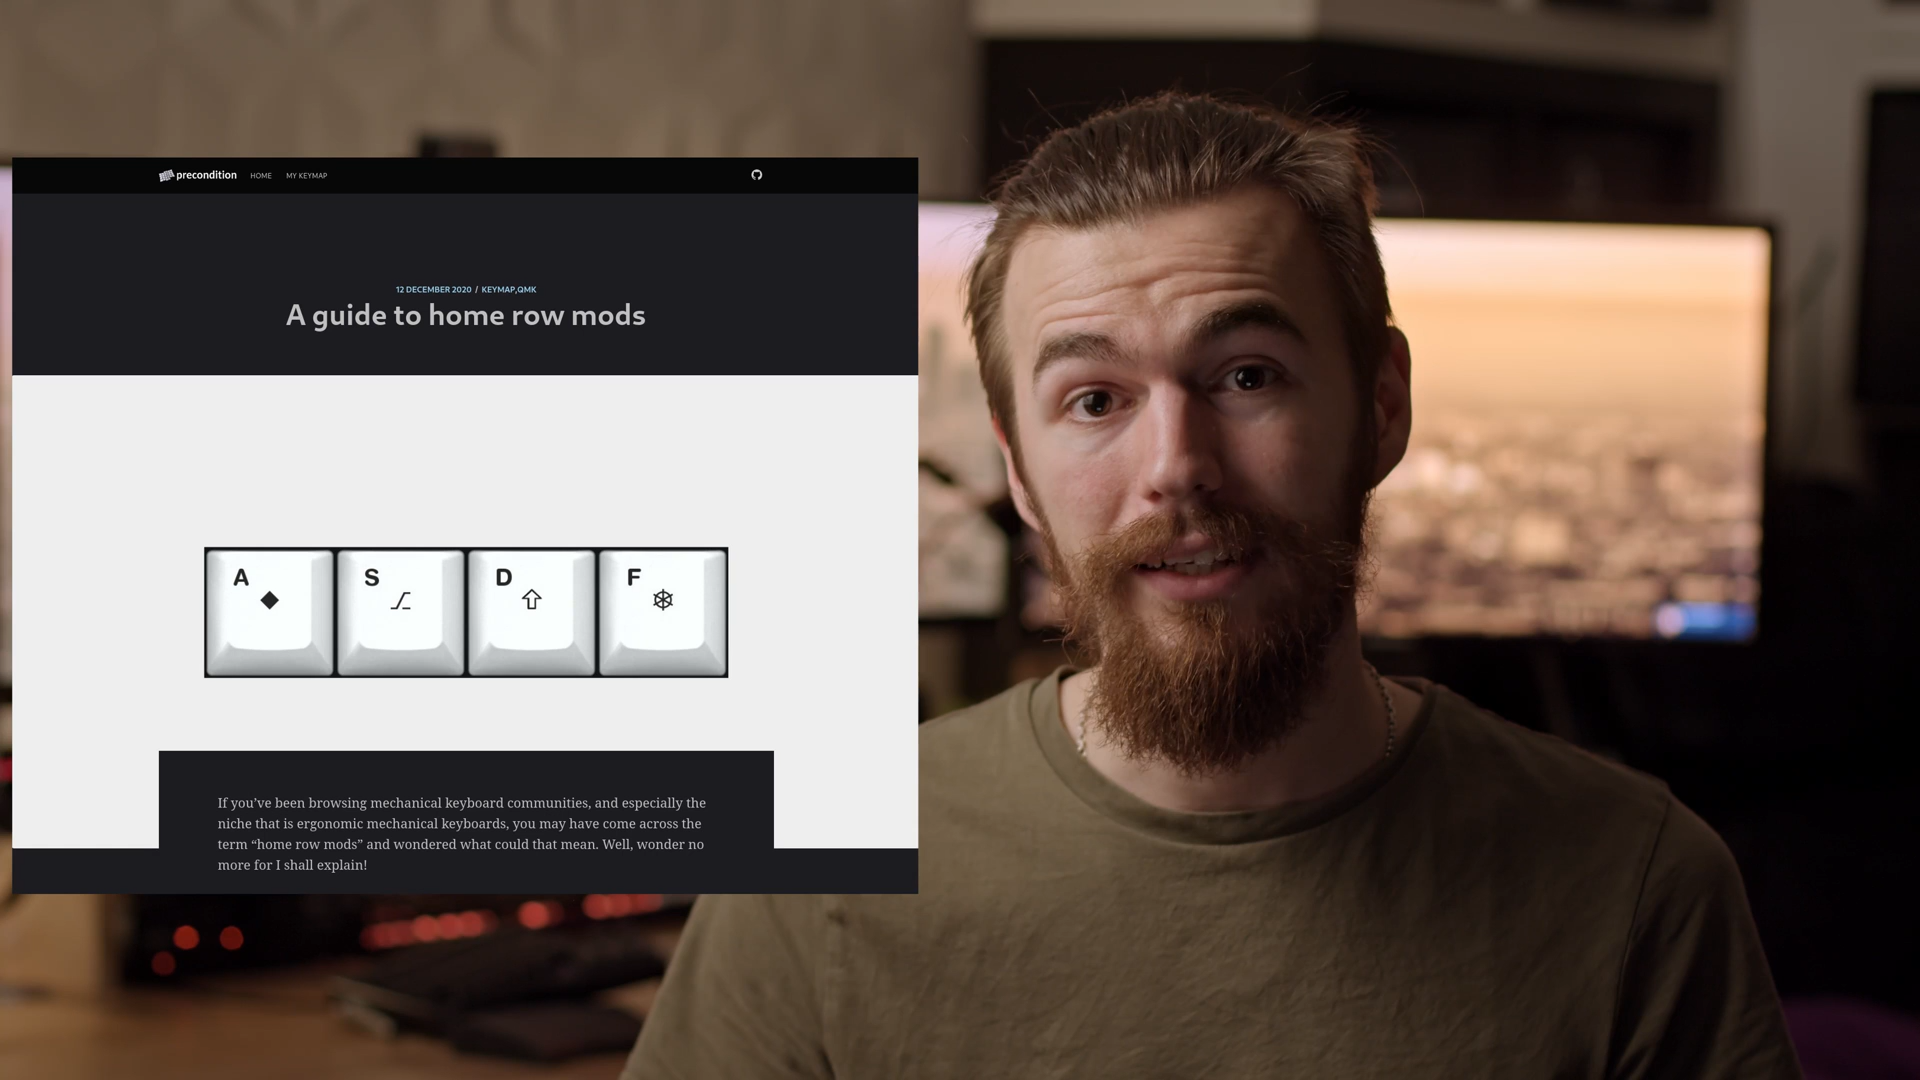 precondition HOME MY KEYMAP
12 DECEMBER 2020 / KEYMAP,QMK
A guide to home row mods
A S D F
If you've been browsing mechanical keyboard communities, and especially the
niche that is ergonomic mechanical keyboards, you may have come across the
term “home row mods” and wondered what could that mean. Well, wonder no
more for I shall explain!